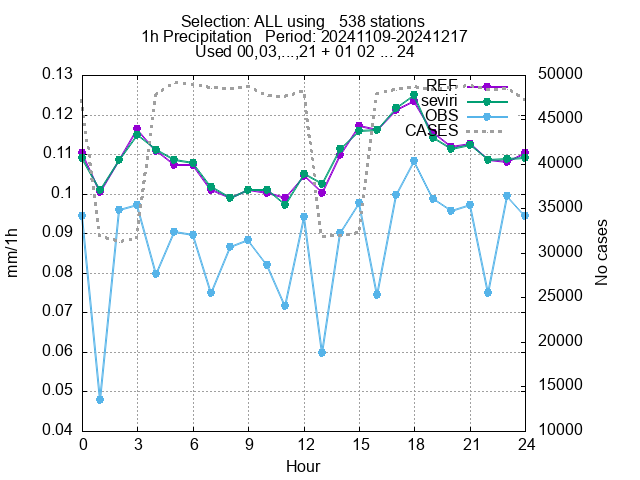 Selection: ALL using   538 stations
1h Precipitation   Period: 20241109-20241217
Used 00,03,...,21 + 01 02 ... 24
0.13
0.12
0.11
0.1
0.09
0.08
0.07
0.06
0.05
0.04
mm/1h
REF
seviri
OBS
CASES
50000
45000
40000
35000
30000
25000
20000
15000
10000
No cases
0 3 6 9 12 15 18 21 24
Hour